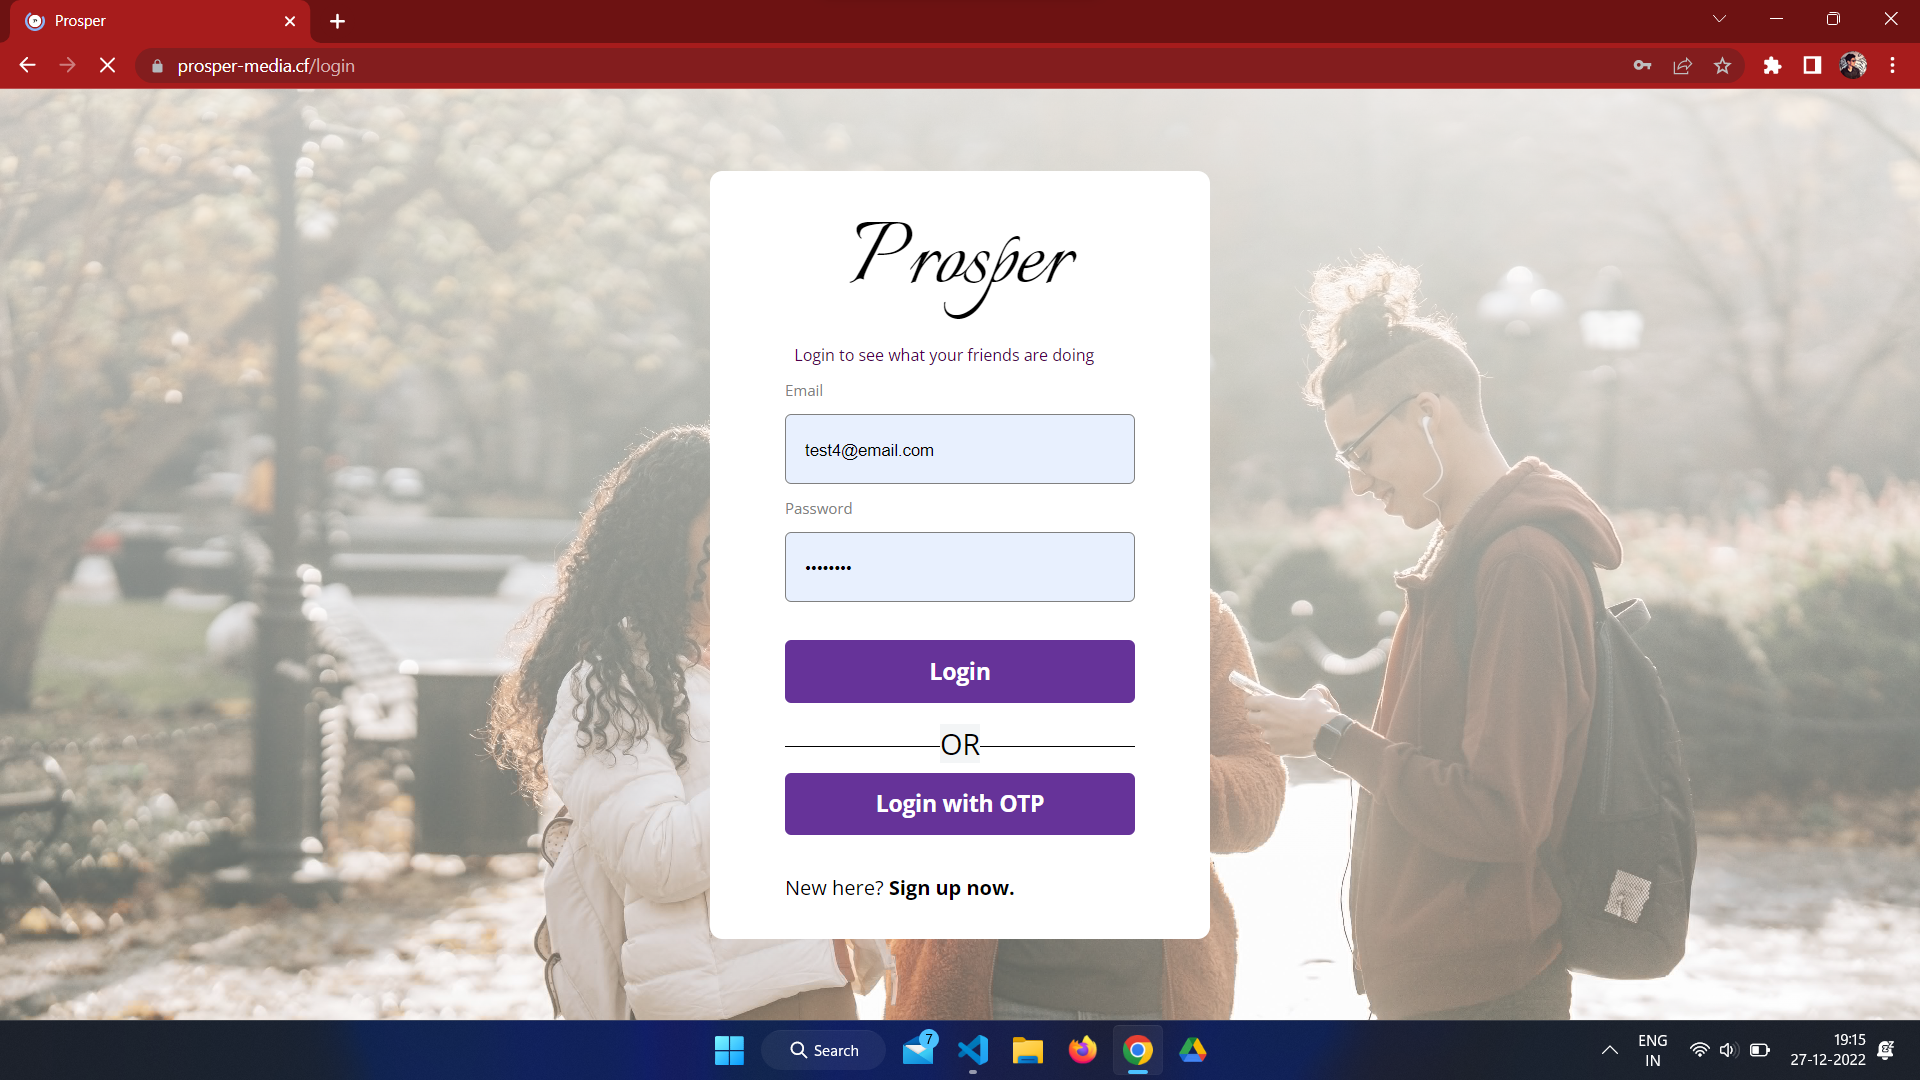 Prosper
prosper-media.cf/login
Prosper
Login to see what your friends are doing
Email
test4@email.com
Password
••••••••
Login
OR
Login with OTP
New here? Sign up now.
Search
7
ENG
IN
19:15
27-12-2022